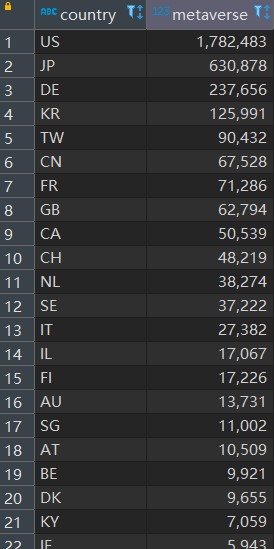 ABC country 123 metaverse
1 US 1,782,483
2 JP 630,878
3 DE 237,656
4 KR 125,991
5 TW 90,432
6 CN 67,528
7 FR 71,286
8 GB 62,794
9 CA 50,539
10 CH 48,219
11 NL 38,274
12 SE 37,222
13 IT 27,382
14 IL 17,067
15 FI 17,226
16 AU 13,731
17 SG 11,002
18 AT 10,509
19 BE 9,921
20 DK 9,655
21 KY 7,059
22 IE 5,943